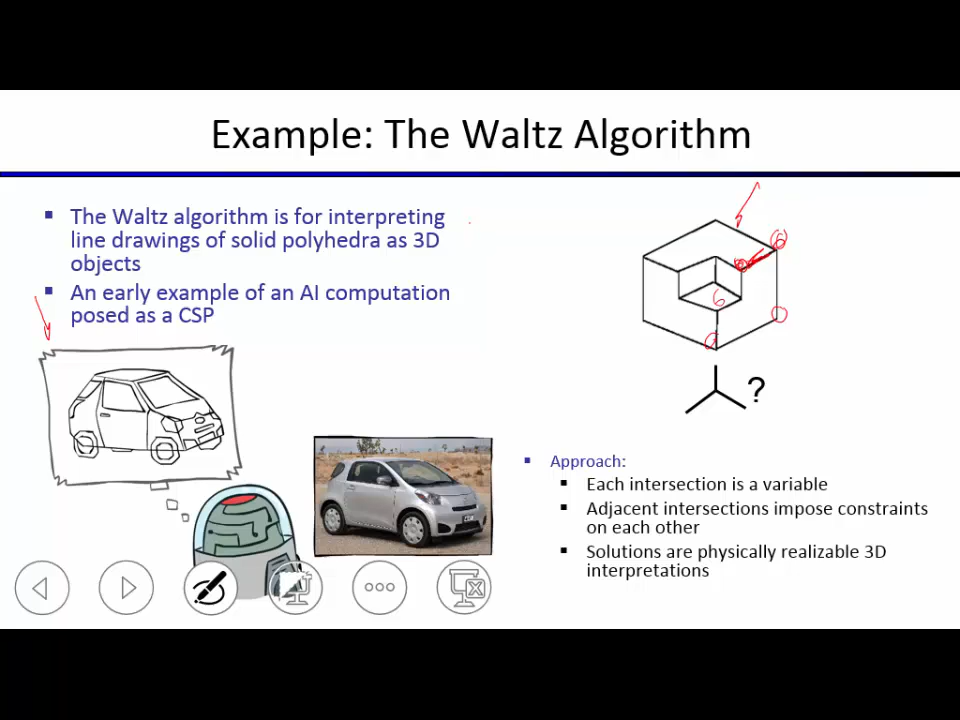 Example: The Waltz Algorithm
▪ The Waltz algorithm is for interpreting
line drawings of solid polyhedra as 3D
objects
▪ An early example of an AI computation
posed as a CSP
?
▪ Approach:
▪ Each intersection is a variable
▪ Adjacent intersections impose constraints
on each other
▪ Solutions are physically realizable 3D
interpretations